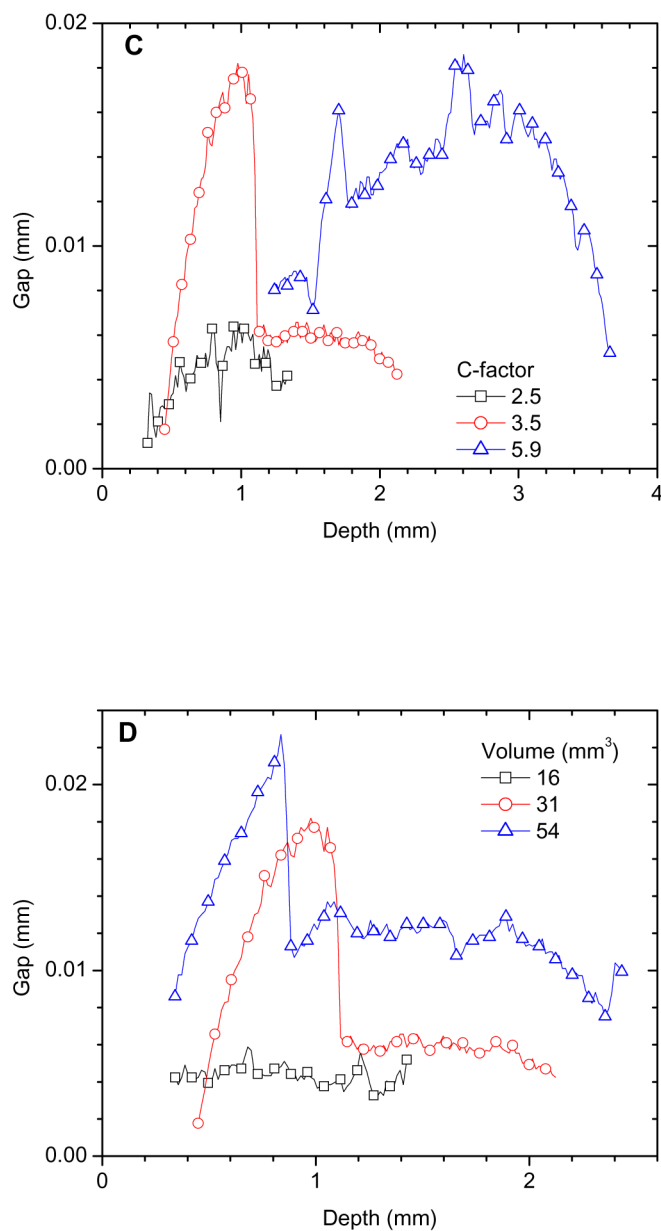 0.02
C
0.01
Gap (mm)
C-factor
2.5
3.5
5.9
0.00
0 1 2 3 4
Depth (mm)
D
Volume (mm³)
16
31
54
0.02
Gap (mm)
0.01
0.00
0 1 2
Depth (mm)